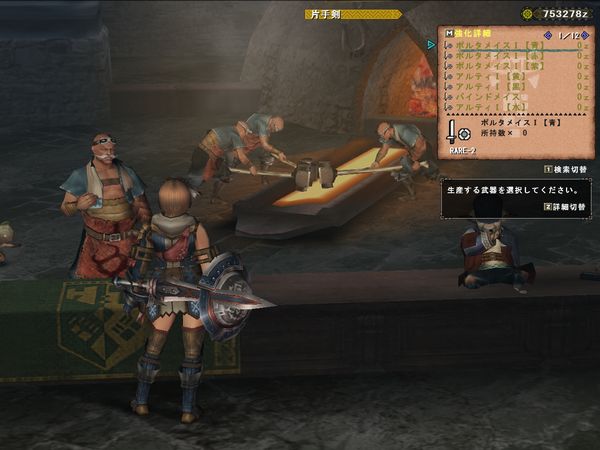 片手剣
753278z
M強化詳細
1/12
ボルタメイスⅠ【青】 0z
ボルタメイスⅠ【赤】 0z
ボルタメイスⅠ【紫】 0z
アルティⅠ【黄】 0z
アルティⅠ【黒】 0z
バインドメイス 0z
アルティⅠ【水】 0z
ボルタメイスⅠ【青】
所持数× 0
RARE-2
1検索切替
生産する武器を選択してください。
2詳細切替